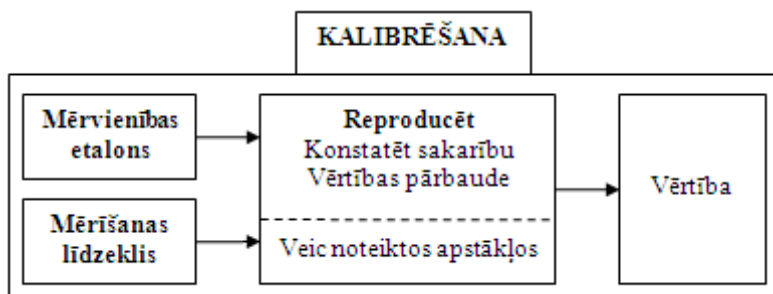 KALIBRĒŠANA
Mērvienības
etalons
Reproducēt
Konstatēt sakarību
Vērtības pārbaude
Vērtība
Mērīšanas
līdzeklis
Veic noteiktos apstākļos